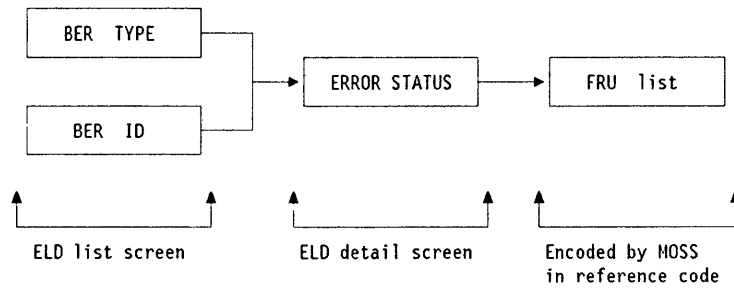 BER TYPE
ERROR STATUS
FRU list
BER ID
ELD list screen
ELD detail screen
Encoded by MOSS
in reference code